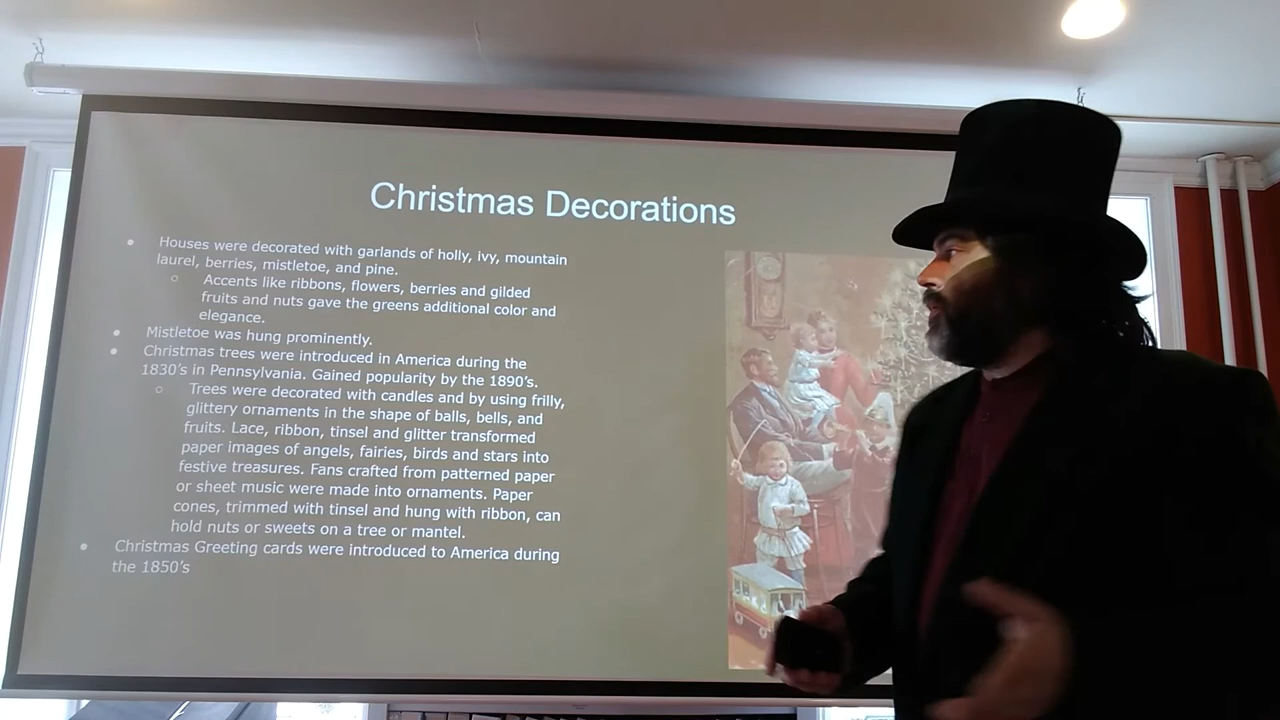 Christmas Decorations
Houses were decorated with garlands of holly, ivy, mountain
laurel, berries, mistletoe, and pine.
Accents like ribbons, flowers, berries and gilded
fruits and nuts gave the greens additional color and
elegance.
Mistletoe was hung prominently.
Christmas trees were introduced in America during the
1830's in Pennsylvania. Gained popularity by the 1890's.
Trees were decorated with candles and by using frilly,
glittery ornaments in the shape of balls, bells, and
fruits. Lace, ribbon, tinsel and glitter transformed
paper images of angels, fairies, birds and stars into
festive treasures. Fans crafted from patterned paper
or sheet music were made into ornaments. Paper
cones, trimmed with tinsel and hung with ribbon, can
hold nuts or sweets on a tree or mantel.
Christmas Greeting cards were introduced to America during
the 1850's